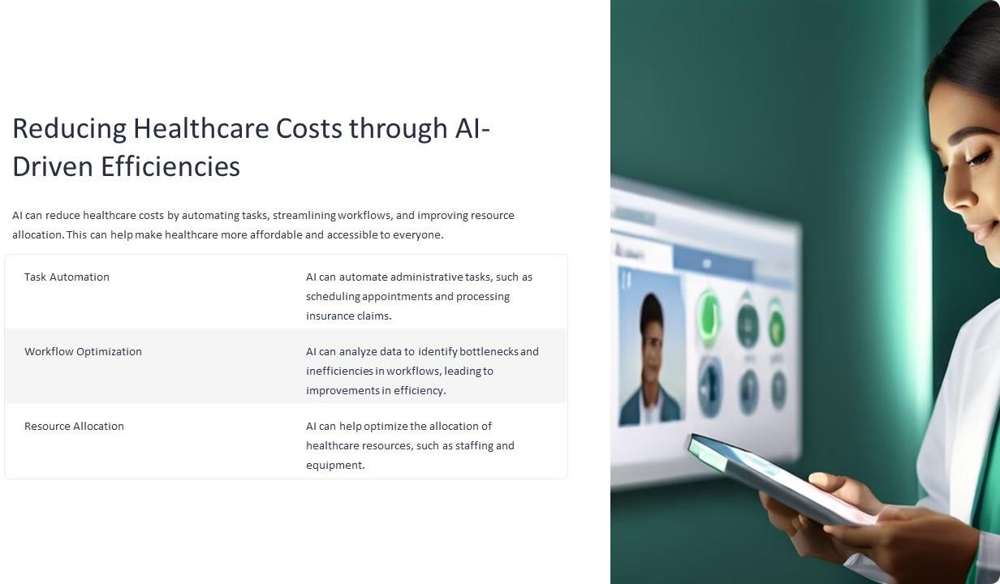 Reducing Healthcare Costs through AI-
Driven Efficiencies
AI can reduce healthcare costs by automating tasks, streamlining workflows, and improving resource
allocation. This can help make healthcare more affordable and accessible to everyone.
Task Automation
AI can automate administrative tasks, such as
scheduling appointments and processing
insurance claims.
Workflow Optimization
AI can analyze data to identify bottlenecks and
inefficiencies in workflows, leading to
improvements in efficiency.
Resource Allocation
AI can help optimize the allocation of
healthcare resources, such as staffing and
equipment.